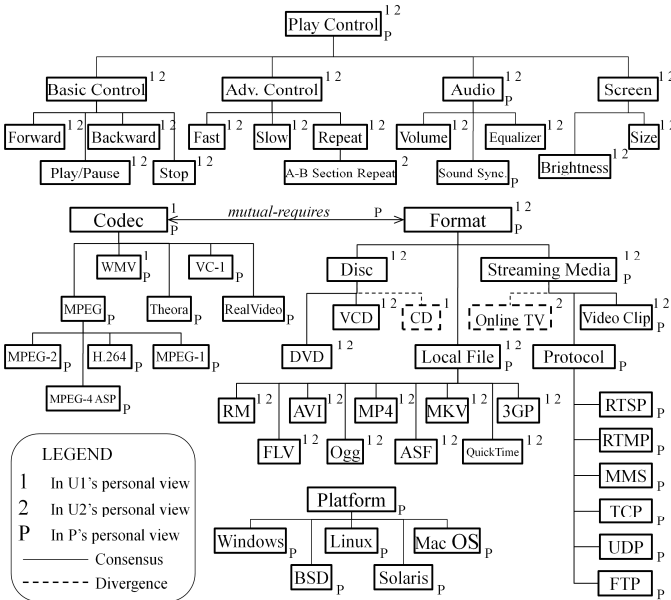 Play Control 1 2 P
Basic Control 1 2
Adv. Control 1 2
Audio 1 2 P
Screen 1 2
Forward 1 2
Backward 1 2
Fast 1 2
Slow 1 2
Repeat 1 2
Volume 1 2
Equalizer 1 2
Size 1 2
Play/Pause 1 2
Stop 1 2
A-B Section Repeat 2
Sound Sync. P
Brightness 1 2
Codec 1 P
mutual-requires P
Format 1 2 P
WMV 1 P
VC-1 P
Disc 1 2
Streaming Media 1 2 P
MPEG P
Theora P
RealVideo P
VCD 1 2
CD 1
Online TV 2
Video Clip 1 2 P
MPEG-2 P
H.264 P
MPEG-1 P
DVD 1 2
Local File 1 2 P
Protocol P
MPEG-4 ASP P
RM 1 2
AVI 1 2
MP4 1 2
MKV 1 2
3GP 1 2
RTSP P
FLV 1 2
Ogg 1 2
ASF 1 2
QuickTime 1 2
RTMP P
LEGEND
1 In U1's personal view
2 In U2's personal view
P In P's personal view
Consensus
Divergence
Platform P
Windows P
Linux P
Mac OS P
BSD P
Solaris P
MMS P
TCP P
UDP P
FTP P